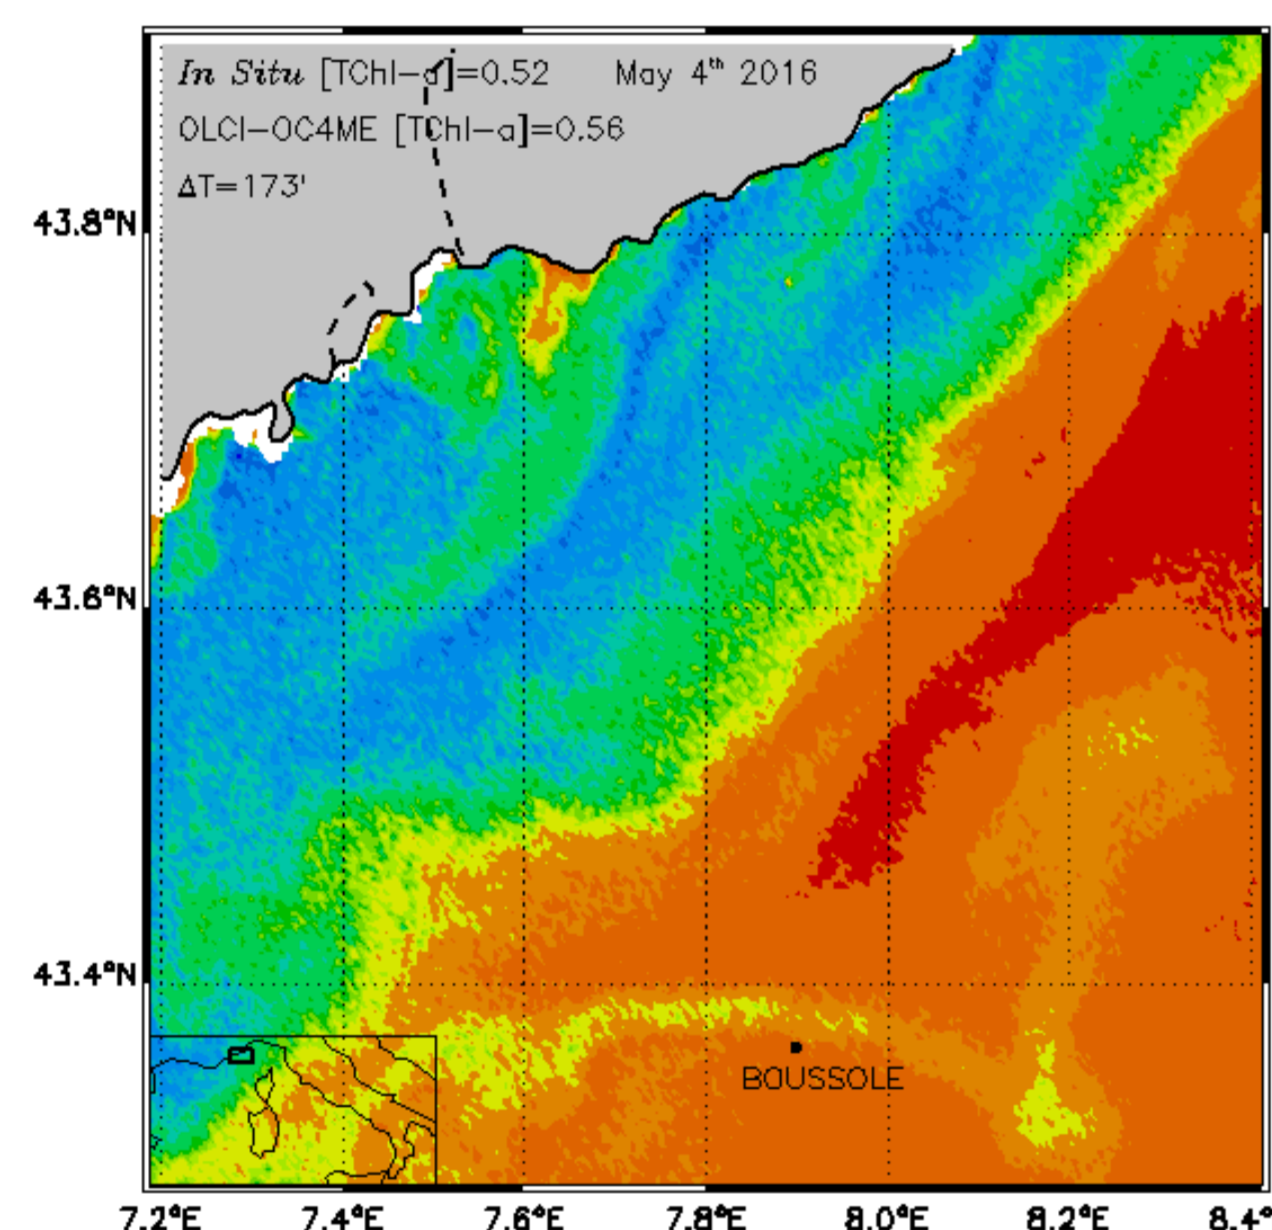 In Situ [TChl-a]=0.52 May 4th 2016
OLCI-OC4ME [TChl-a]=0.56
ΔT=173'
43.8°N
43.6°N
43.4°N
BOUSSOLE
7.2°E 7.4°E 7.6°E 7.8°E 8.0°E 8.2°E 8.4°